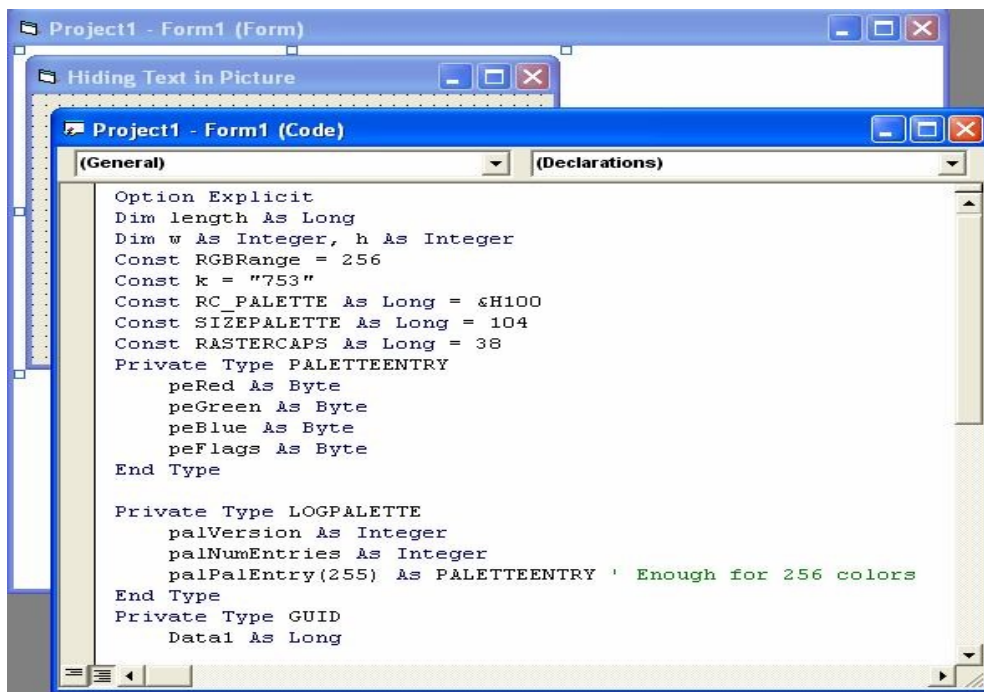 Project1 - Form1 (Form)
Hiding Text in Picture
Project1 - Form1 (Code)
(General)
(Declarations)
Option Explicit
Dim length As Long
Dim w As Integer, h As Integer
Const RGBRange = 256
Const k = "753"
Const RC_PALETTE As Long = &H100
Const SIZEPALETTE As Long = 104
Const RASTERCAPS As Long = 38
Private Type PALETTEENTRY
    peRed As Byte
    peGreen As Byte
    peBlue As Byte
    peFlags As Byte
End Type
Private Type LOGPALETTE
    palVersion As Integer
    palNumEntries As Integer
    palPalEntry(255) As PALETTEENTRY ' Enough for 256 colors
End Type
Private Type GUID
    Data1 As Long